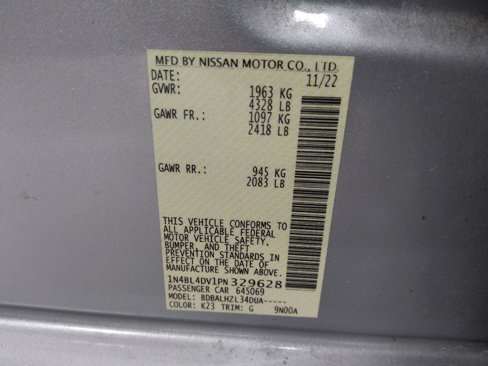 MFD BY NISSAN MOTOR CO., LTD.
DATE: 11/22
GVWR: 1963 KG
4328 LB
GAWR FR.: 1097 KG
2418 LB
GAWR RR.: 945 KG
2083 LB
THIS VEHICLE CONFORMS TO
ALL APPLICABLE FEDERAL
MOTOR VEHICLE SAFETY,
BUMPER, AND THEFT
PREVENTION STANDARDS IN
EFFECT ON THE DATE OF
MANUFACTURE SHOWN ABOVE.
1N4BL4DV1PN329628
PASSENGER CAR 645069
MODEL: BDBALHZL34DUA-----
COLOR: K23 TRIM: G 9N00A